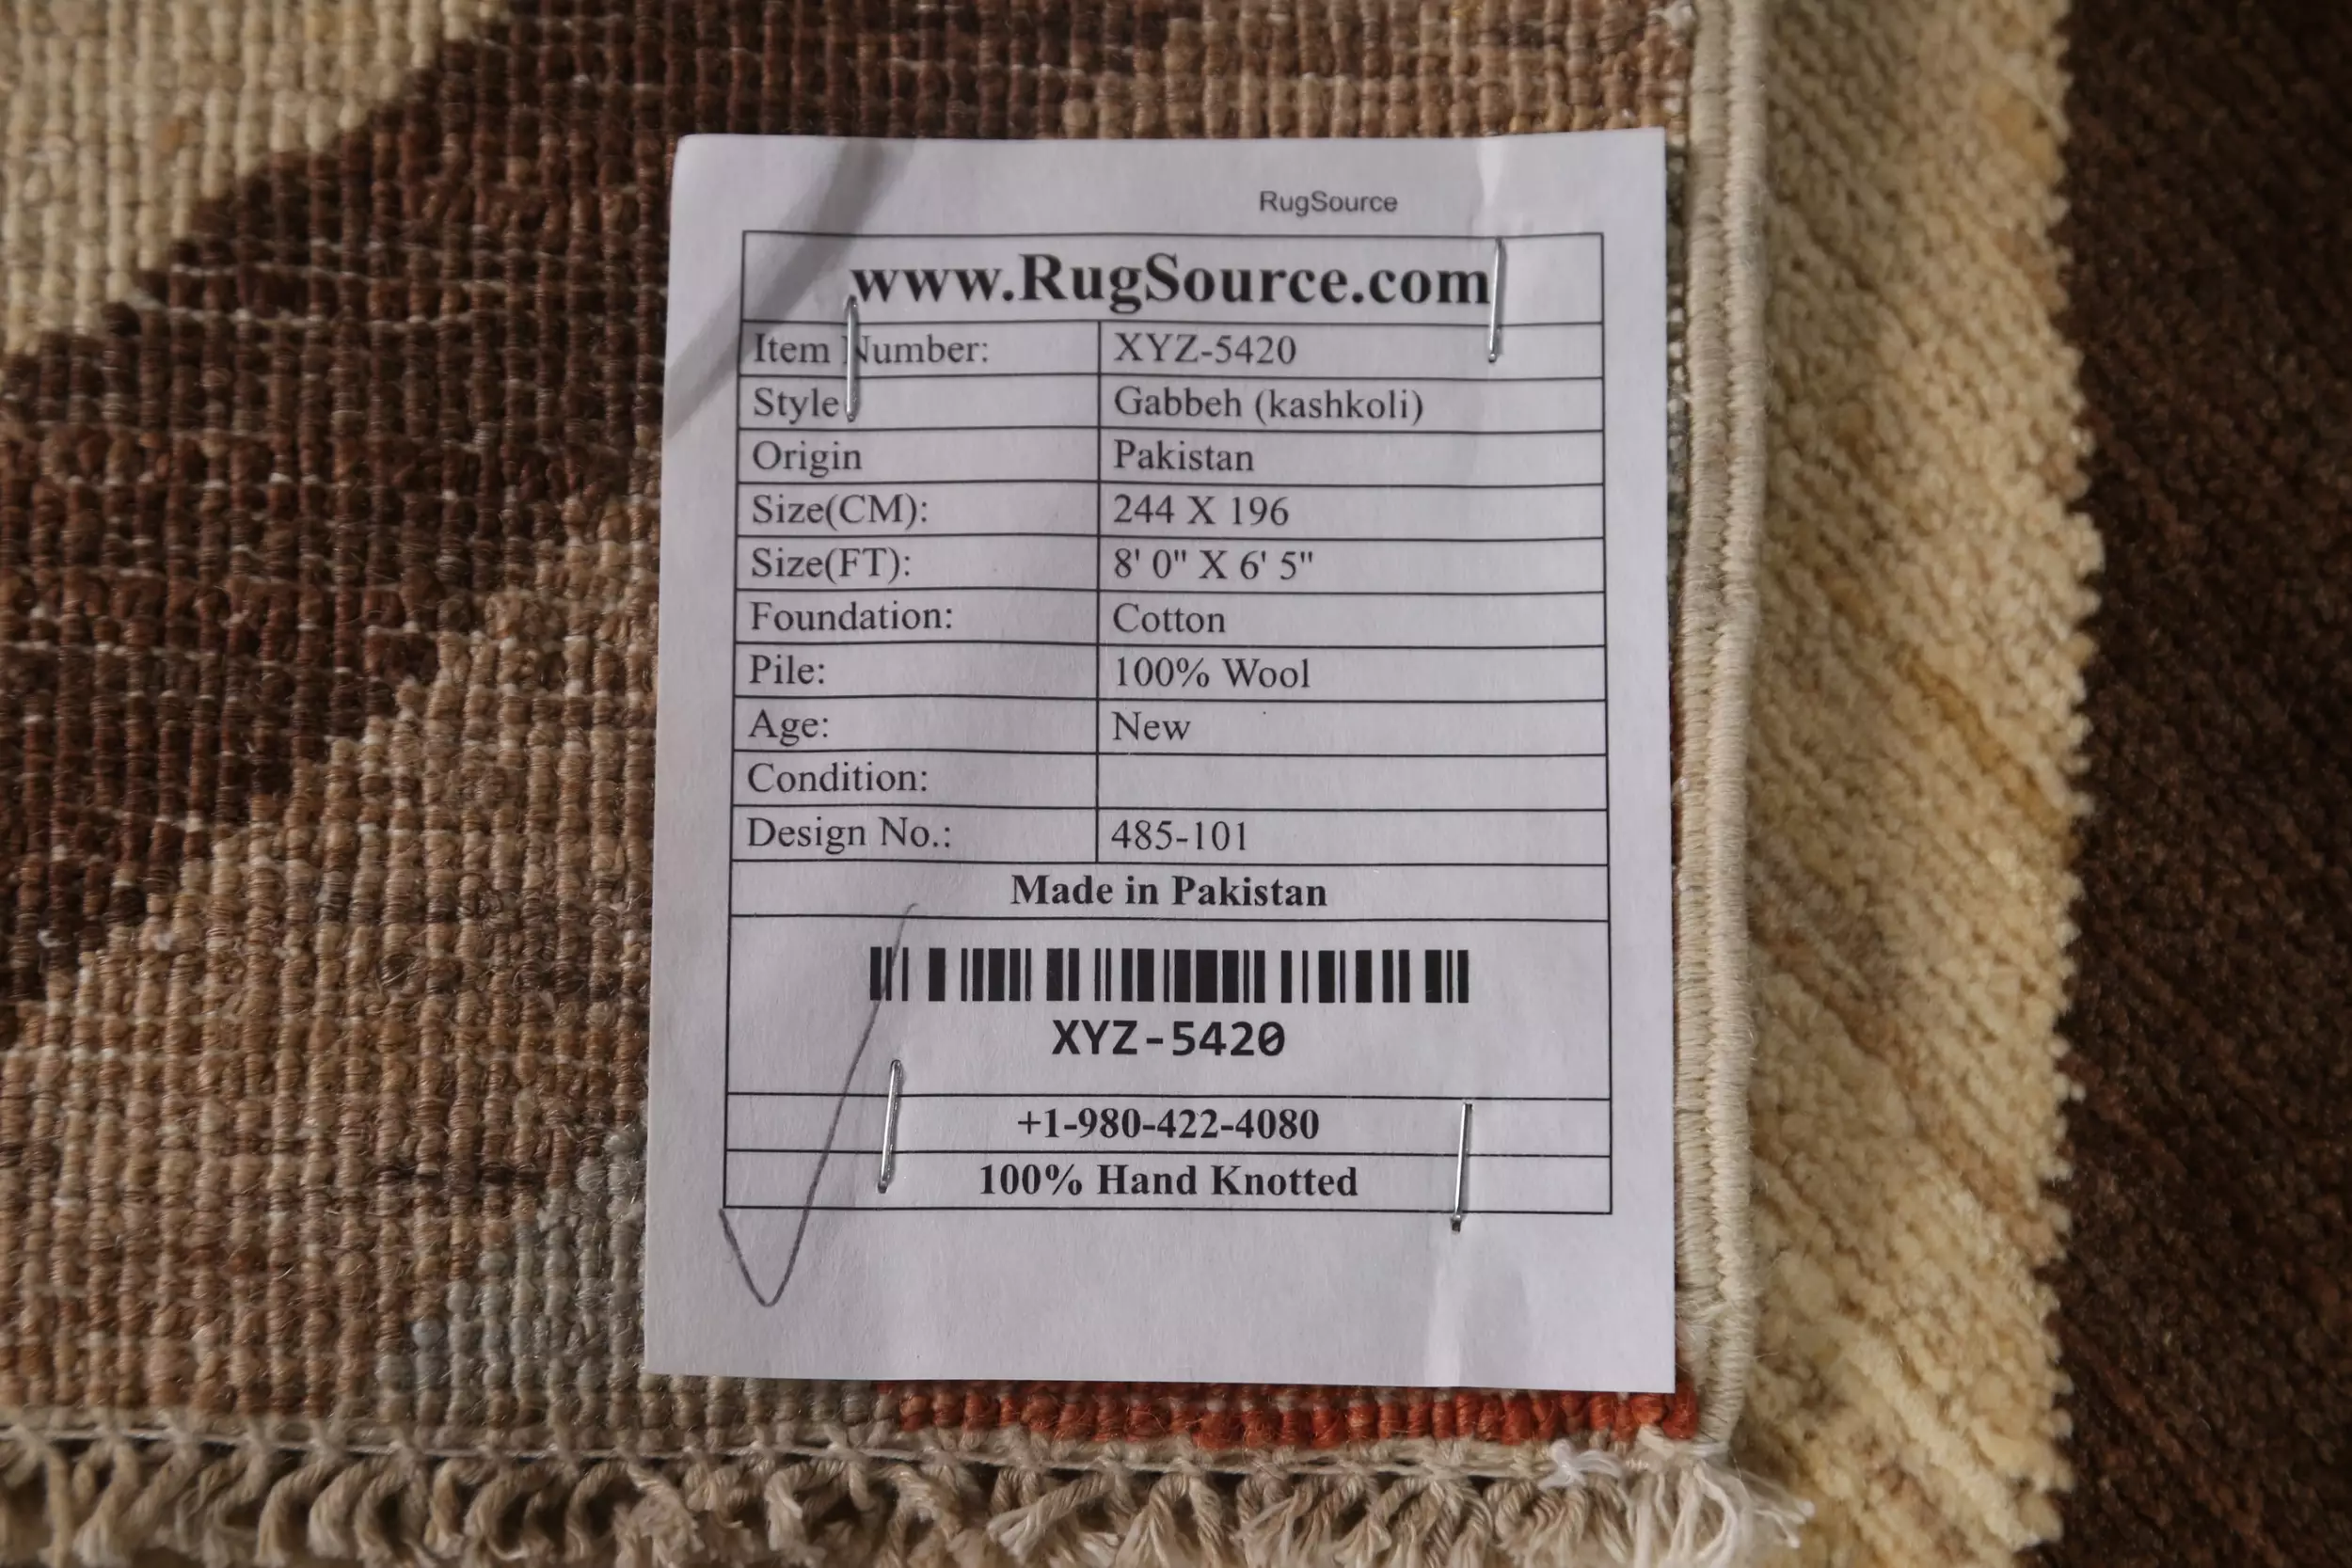 RugSource
www.RugSource.com
Item Number: XYZ-5420
Style Gabbeh (kashkoli)
Origin Pakistan
Size(CM): 244 X 196
Size(FT): 8' 0" X 6' 5"
Foundation: Cotton
Pile: 100% Wool
Age: New
Condition:
Design No.: 485-101
Made in Pakistan
XYZ-5420
+1-980-422-4080
100% Hand Knotted